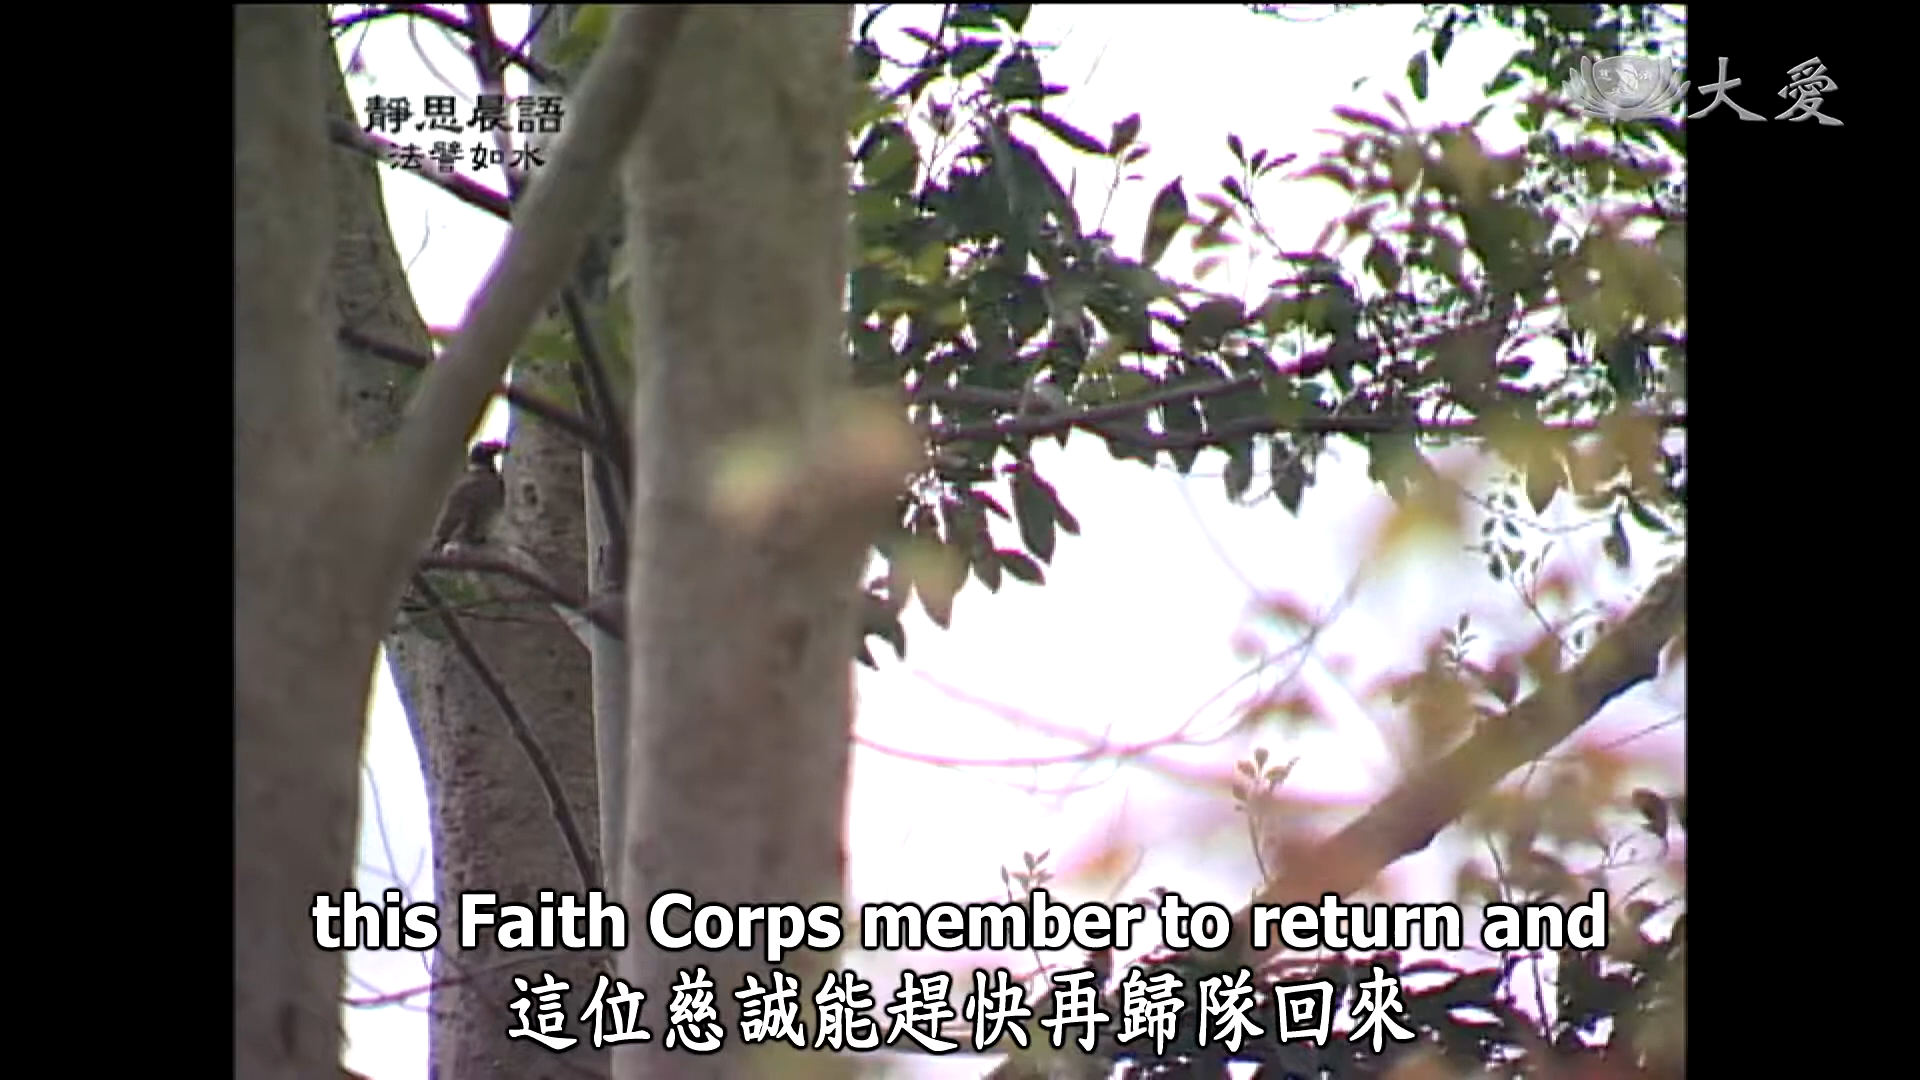 靜思晨語
法譬如水
大愛
this Faith Corps member to return and
這位慈誠能趕快再歸隊回來